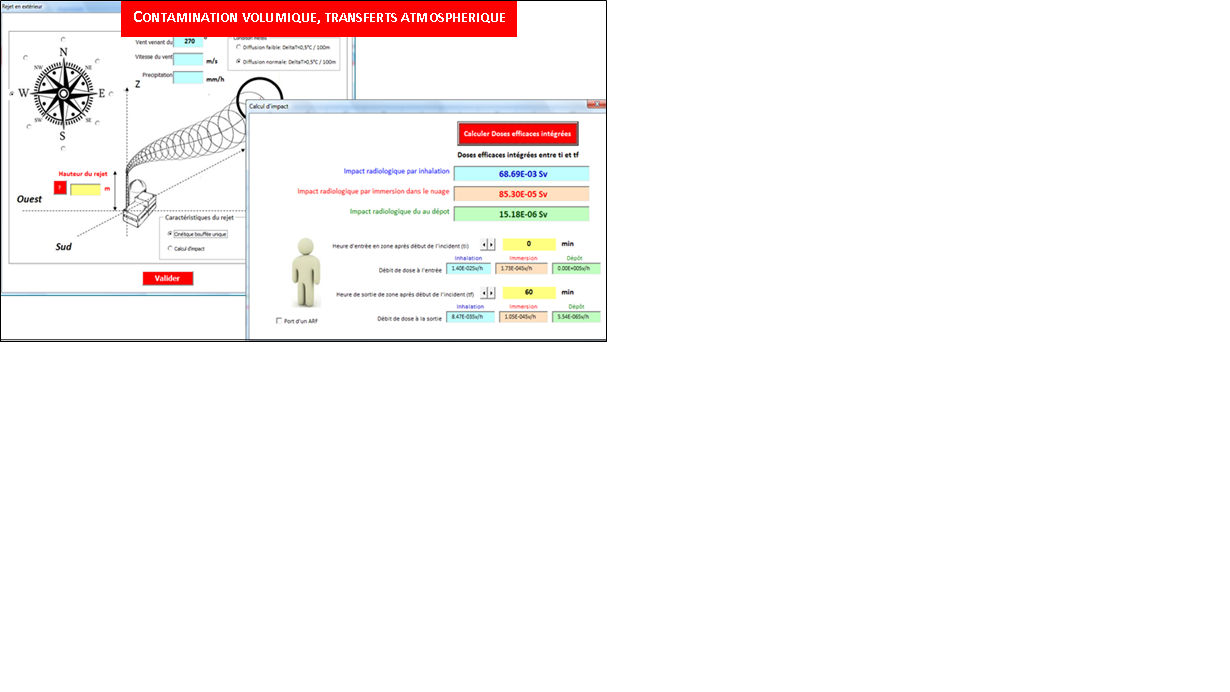 Rejet en extérieur
CONTAMINATION VOLUMIQUE, TRANSFERTS ATMOSPHERIQUE
Vent venant du 270 °
Diffusion faible: DeltaT<0,5°C / 100m
Diffusion normale: DeltaT>0,5°C / 100m
Vitesse du vent m/s
Precipitation mm/h
N
NW NE
W E
SW SE
S
Z
Hauteur du rejet
? m
Ouest
Sud
Caractéristiques du rejet
Cinétique bouffée unique
Calcul d'impact
Valider
Calcul d'impact
x
Calculer Doses efficaces intégrées
Doses efficaces intégrées entre ti et tf
Impact radiologique par inhalation 68.69E-03 Sv
Impact radiologique par immersion dans le nuage 85.30E-05 Sv
Impact radiologique du au dépot 15.18E-06 Sv
Heure d'entrée en zone aprés début de l'incident (ti) 0 min
Inhalation Immersion Dépôt
Débit de dose à l'entrée 1.40E-02Sv/h 1.73E-04Sv/h 0.00E+00Sv/h
Heure de sortie de zone aprés début de l'incident (tf) 60 min
Inhalation Immersion Dépôt
Débit de dose à la sortie 8.47E-03Sv/h 1.05E-04Sv/h 5.54E-06Sv/h
Port d'un ARF